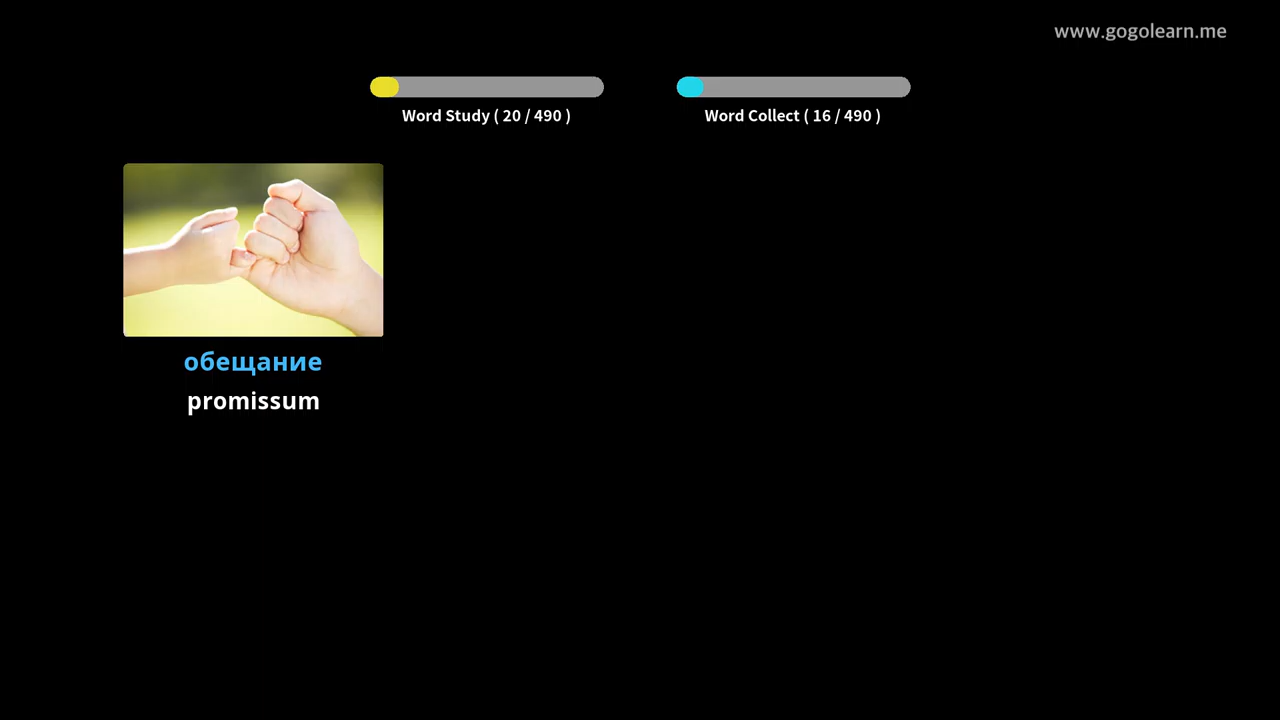 www.gogolearn.me
Word Study ( 20 / 490 )
Word Collect ( 16 / 490 )
обещание
promissum